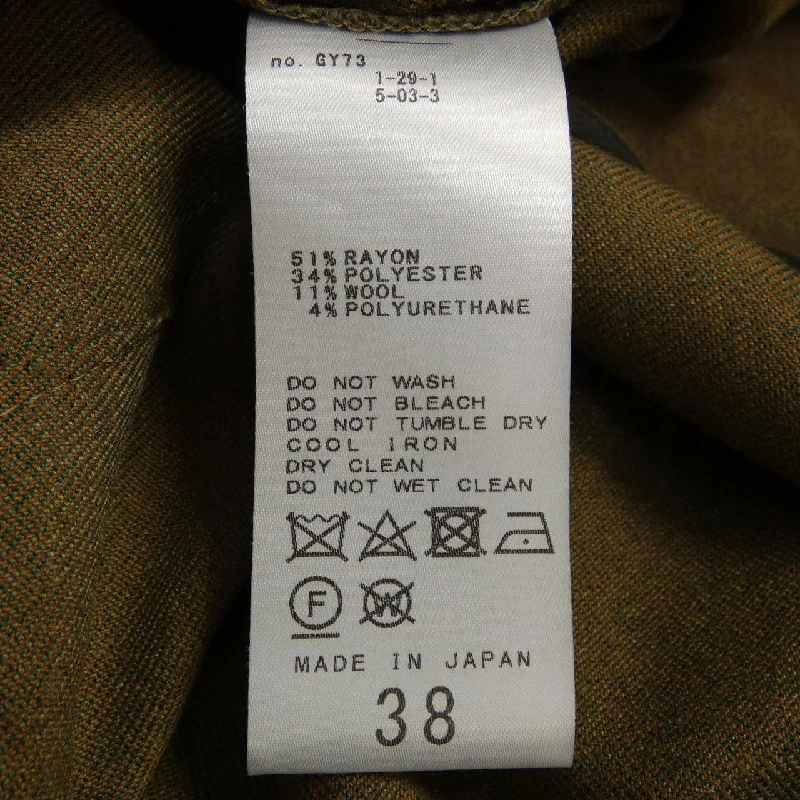 no. GY73
1-29-1
5-03-3
51% RAYON
34% POLYESTER
11% WOOL
4% POLYURETHANE
DO NOT WASH
DO NOT BLEACH
DO NOT TUMBLE DRY
COOL IRON
DRY CLEAN
DO NOT WET CLEAN
F W
MADE IN JAPAN
38